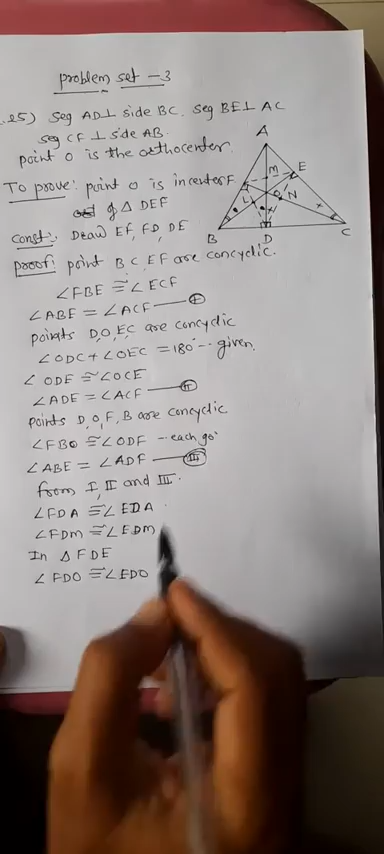 problem set -3
.25) seg AD⊥ side BC. seg BE⊥ AC
seg CF ⊥ side AB.
point O is the orthocenter.
To prove: point O is incenter
of △ DEF
Const: Draw EF, FD, DE
Proof: point B C, E F are concyclic.
∠FBE ≅ ∠ECF
∠ABE = ∠ACF — I
points D, O, E C are concyclic
∠ODC + ∠OEC = 180° -- given.
∠ODE ≅ ∠OCE
∠ADE = ∠ACF — II
points D, O, F, B are concyclic
∠FBO ≅ ∠ODF - each 90°
∠ABE = ∠ADF — III
from I, II and III.
∠FDA ≅ ∠EDA
∠FDM ≅ ∠EDM
In △ FDE
∠FDO ≅ ∠EDO
A
F
M
E
L
O
N
B
D
C